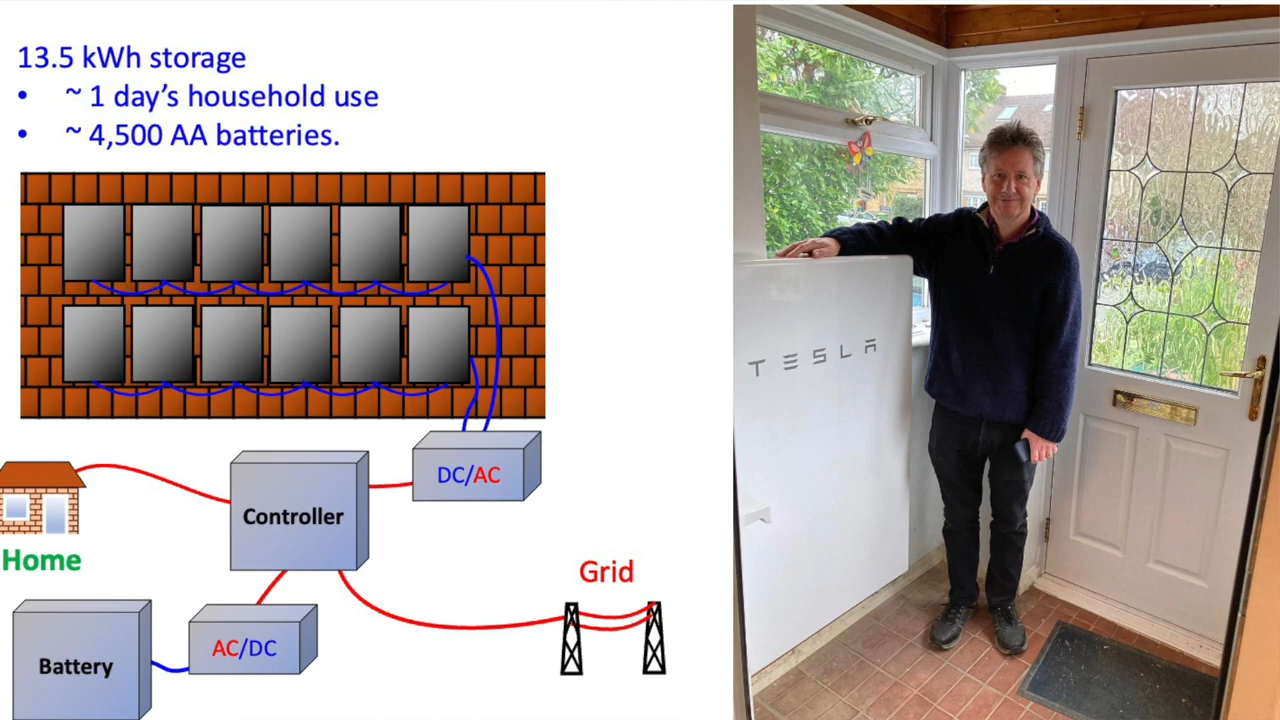 13.5 kWh storage
• ~ 1 day's household use
• ~ 4,500 AA batteries.
DC/AC
Controller
Home
Grid
AC/DC
Battery
TESLA